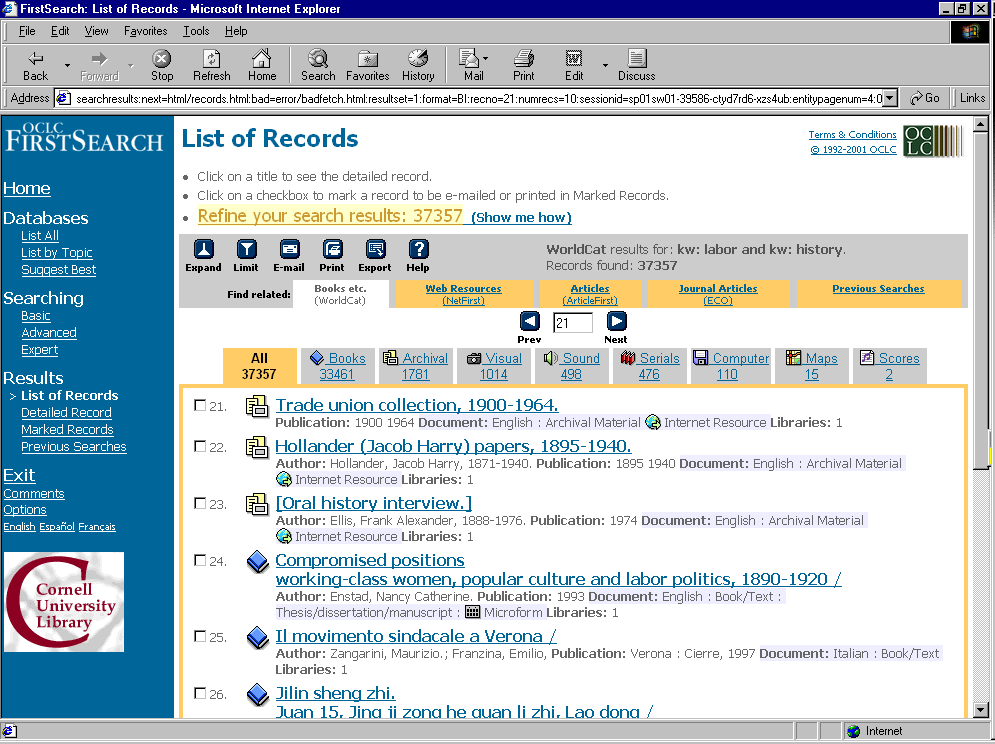 FirstSearch: List of Records - Microsoft Internet Explorer
File Edit View Favorites Tools Help
Back Forward Stop Refresh Home Search Favorites History Mail Print Edit Discuss
Address searchresults:next=html/records.html:bad=error/badfetch.html:resultset=1:format=BI:recno=21:numrecs=10:sessionid=sp01sw01-39586-ctyd7rd6-xzs4ub:entitypagenum=4:0 Go Links
OCLC
FIRSTSEARCH
Home
Databases
List All
List by Topic
Suggest Best
Searching
Basic
Advanced
Expert
Results
> List of Records
Detailed Record
Marked Records
Previous Searches
Exit
Comments
Options
English Español Français
Cornell
University
Library
List of Records
Terms & Conditions
© 1992-2001 OCLC
OC
LC
• Click on a title to see the detailed record.
• Click on a checkbox to mark a record to be e-mailed or printed in Marked Records.
• Refine your search results: 37357 (Show me how)
Expand Limit E-mail Print Export Help
WorldCat results for: kw: labor and kw: history.
Records found: 37357
Find related:
Books etc.
(WorldCat)
Web Resources
(NetFirst)
Articles
(ArticleFirst)
Journal Articles
(ECO)
Previous Searches
Prev 21 Next
All
37357
Books
33461
Archival
1781
Visual
1014
Sound
498
Serials
476
Computer
110
Maps
15
Scores
2
21. Trade union collection, 1900-1964.
Publication: 1900 1964 Document: English : Archival Material Internet Resource Libraries: 1
22. Hollander (Jacob Harry) papers, 1895-1940.
Author: Hollander, Jacob Harry, 1871-1940. Publication: 1895 1940 Document: English : Archival Material
Internet Resource Libraries: 1
23. [Oral history interview.]
Author: Ellis, Frank Alexander, 1888-1976. Publication: 1974 Document: English : Archival Material
Internet Resource Libraries: 1
24. Compromised positions
working-class women, popular culture and labor politics, 1890-1920 /
Author: Enstad, Nancy Catherine. Publication: 1993 Document: English : Book/Text :
Thesis/dissertation/manuscript : Microform Libraries: 1
25. Il movimento sindacale a Verona /
Author: Zangarini, Maurizio.; Franzina, Emilio, Publication: Verona : Cierre, 1997 Document: Italian : Book/Text
Libraries: 1
26. Jilin sheng zhi.
Juan 15, Jing ji zong he guan li zhi, Lao dong /
Internet